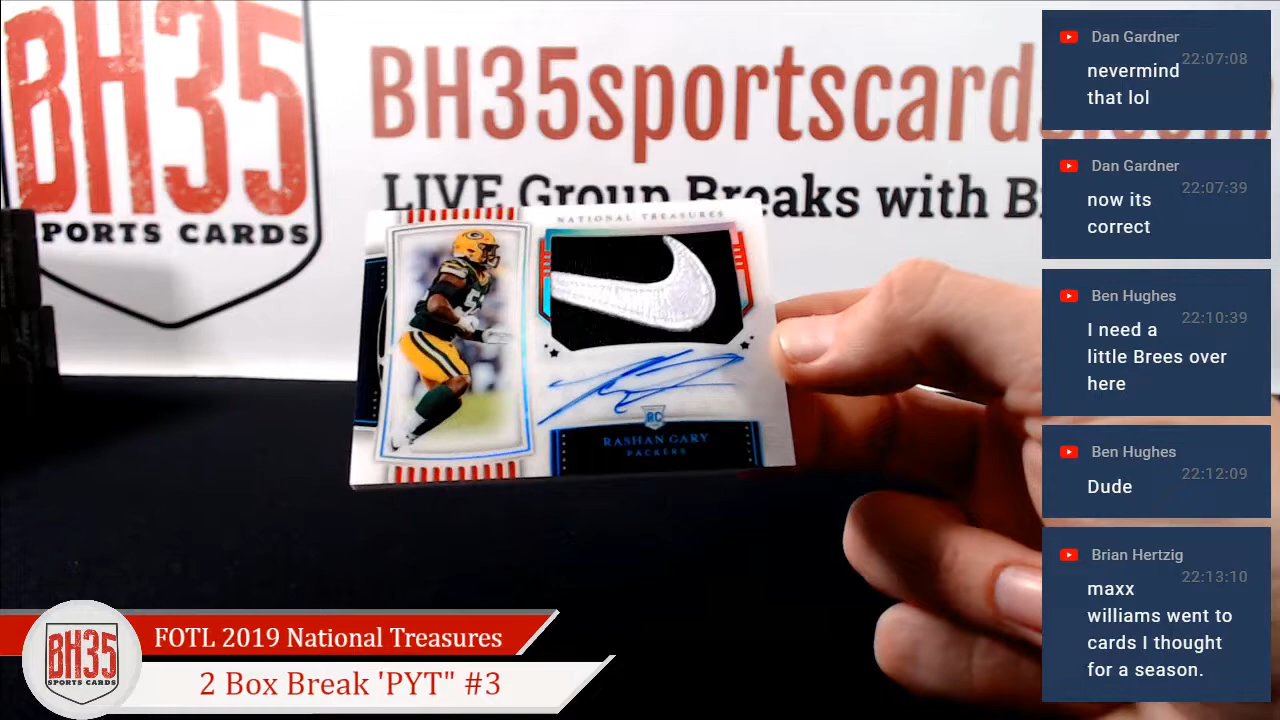 BH35
PORTS CARDS
BH35sportscards.com
LIVE Group Breaks with B
NATIONAL TREASURES
RC
RASHAN GARY
PACKERS
Dan Gardner
22:07:08
nevermind
that lol
Dan Gardner
22:07:39
now its
correct
Ben Hughes
22:10:39
I need a
little Brees over
here
Ben Hughes
22:12:09
Dude
Brian Hertzig
22:13:10
maxx
williams went to
cards I thought
for a season.
BH35
SPORTS CARDS
FOTL 2019 National Treasures
2 Box Break 'PYT" #3